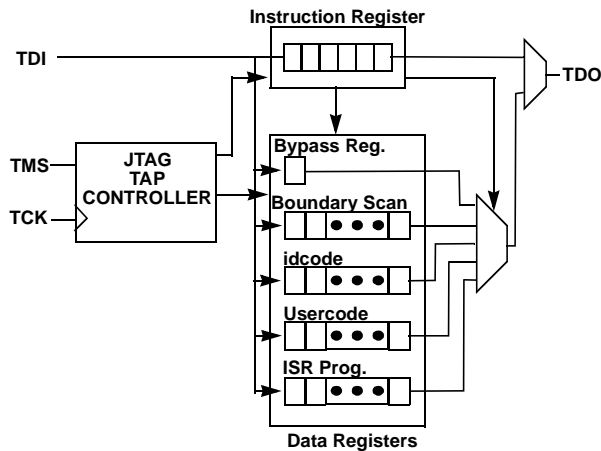 Instruction Register
TDI
TDO
TMS
JTAG
TAP
CONTROLLER
TCK
Bypass Reg.
Boundary Scan
idcode
Usercode
ISR Prog.
Data Registers